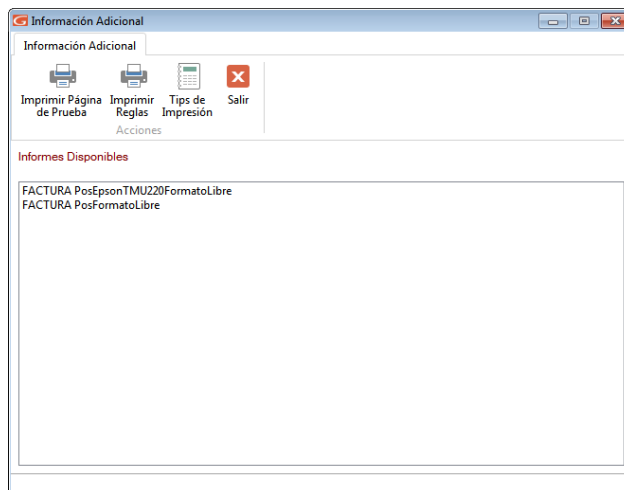 Información Adicional
Información Adicional
Imprimir Página de Prueba
Imprimir Reglas
Tips de Impresión
Salir
Acciones
Informes Disponibles
FACTURA PosEpsonTMU220FormatoLibre
FACTURA PosFormatoLibre